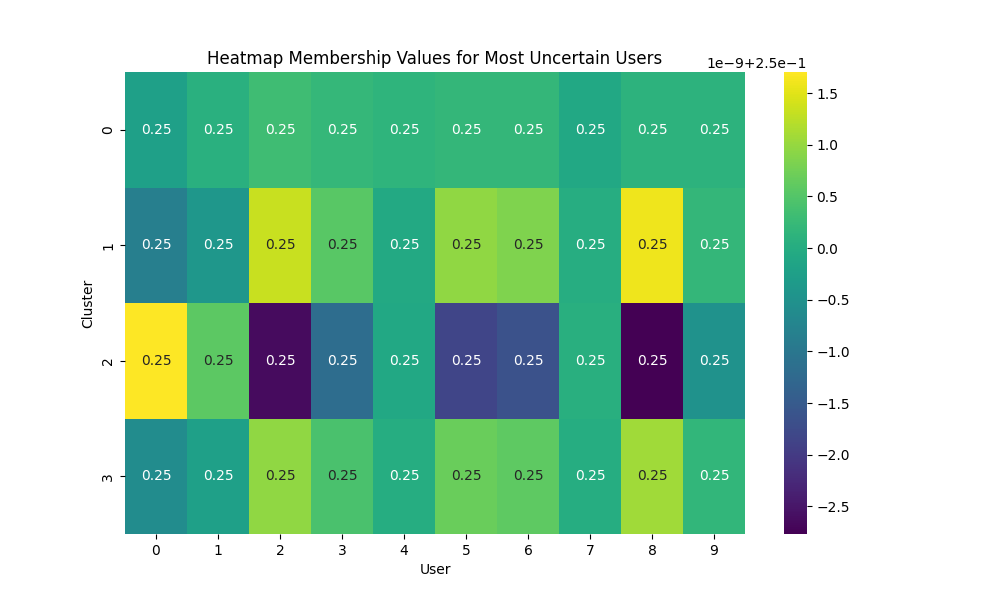 Heatmap Membership Values for Most Uncertain Users
1e−9+2.5e−1
0 0.25 0.25 0.25 0.25 0.25 0.25 0.25 0.25 0.25 0.25
1 0.25 0.25 0.25 0.25 0.25 0.25 0.25 0.25 0.25 0.25
2 0.25 0.25 0.25 0.25 0.25 0.25 0.25 0.25 0.25 0.25
3 0.25 0.25 0.25 0.25 0.25 0.25 0.25 0.25 0.25 0.25
Cluster
0 1 2 3 4 5 6 7 8 9
User
1.5
1.0
0.5
0.0
−0.5
−1.0
−1.5
−2.0
−2.5